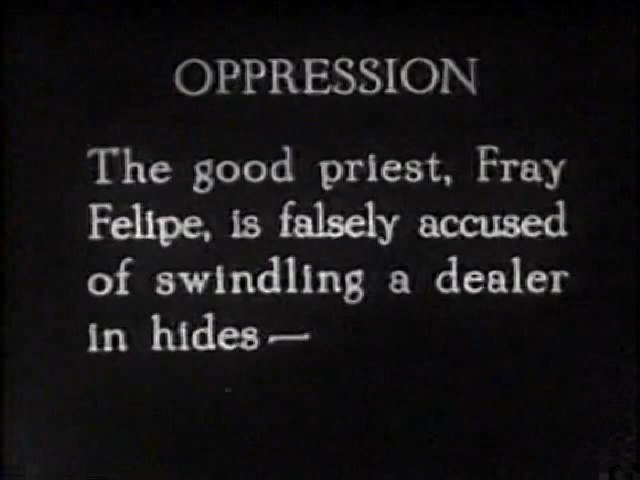 OPPRESSION
The good priest, Fray
Felipe, is falsely accused
of swindling a dealer
in hides—